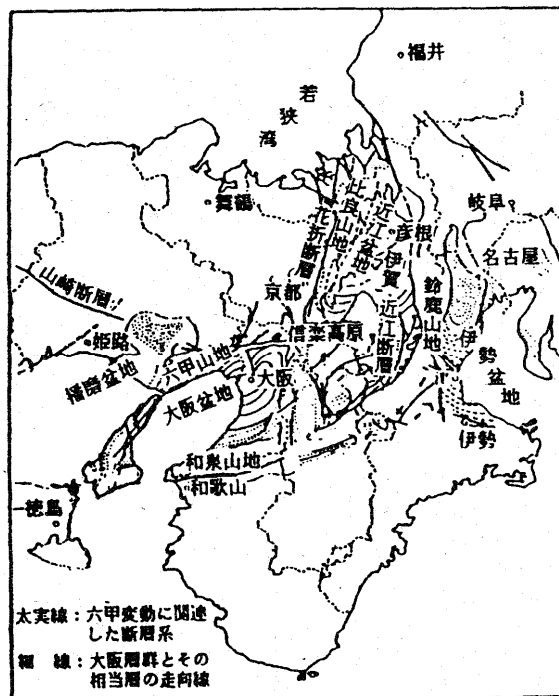 福井
若狭湾
舞鶴
花折断層
比良山地
近江盆地
伊賀
近江断層
彦根
岐阜
名古屋
鈴鹿山地
伊勢盆地
伊勢
京都
信楽高原
山崎断層
姫路
播磨盆地
六甲山地
大阪盆地
大阪
和泉山地
和歌山
徳島
太実線：六甲変動に関連
した断層系
細　線：大阪層群とその
相当層の走向線